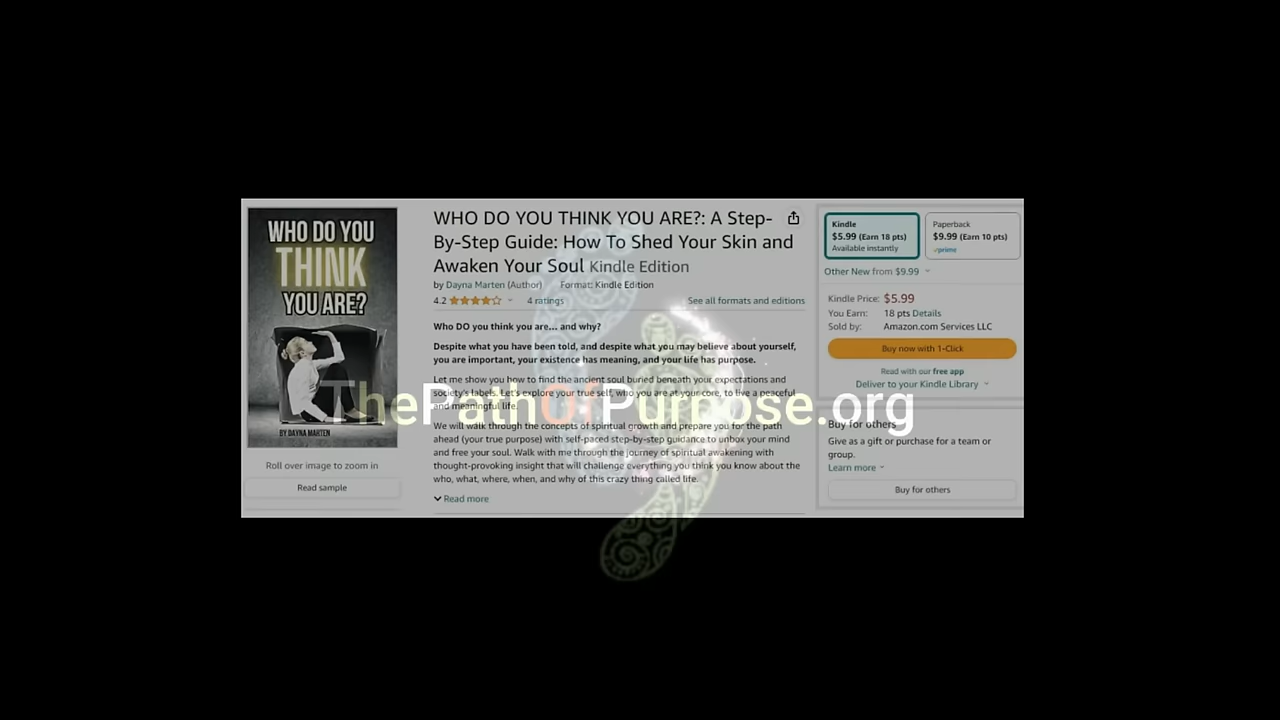 WHO DO YOU
THINK
YOU ARE?
BY DAYNA MARTEN
Roll over image to zoom in
Read sample
WHO DO YOU THINK YOU ARE?: A Step-
By-Step Guide: How To Shed Your Skin and
Awaken Your Soul Kindle Edition
by Dayna Marten (Author) Format: Kindle Edition
4.2 4 ratings See all formats and editions
Who DO you think you are... and why?
Despite what you have been told, and despite what you may believe about yourself,
you are important, your existence has meaning, and your life has purpose.
Let me show you how to find the ancient soul buried beneath your expectations and
society's labels. Let's explore your true self, who you are at your core, to live a peaceful
and meaningful life.
ThePathOfPurpose.org
We will walk through the concepts of spiritual growth and prepare you for the path
ahead (your true purpose) with self-paced step-by-step guidance to unbox your mind
and free your soul. Walk with me through the journey of spiritual awakening with
thought-provoking insight that will challenge everything you think you know about the
who, what, where, when, and why of this crazy thing called life.
Read more
Kindle
$5.99 (Earn 18 pts)
Available instantly
Paperback
$9.99 (Earn 10 pts)
prime
Other New from $9.99
Kindle Price: $5.99
You Earn: 18 pts Details
Sold by: Amazon.com Services LLC
Buy now with 1-Click
Read with our free app
Deliver to your Kindle Library
Buy for others
Give as a gift or purchase for a team or
group.
Learn more
Buy for others